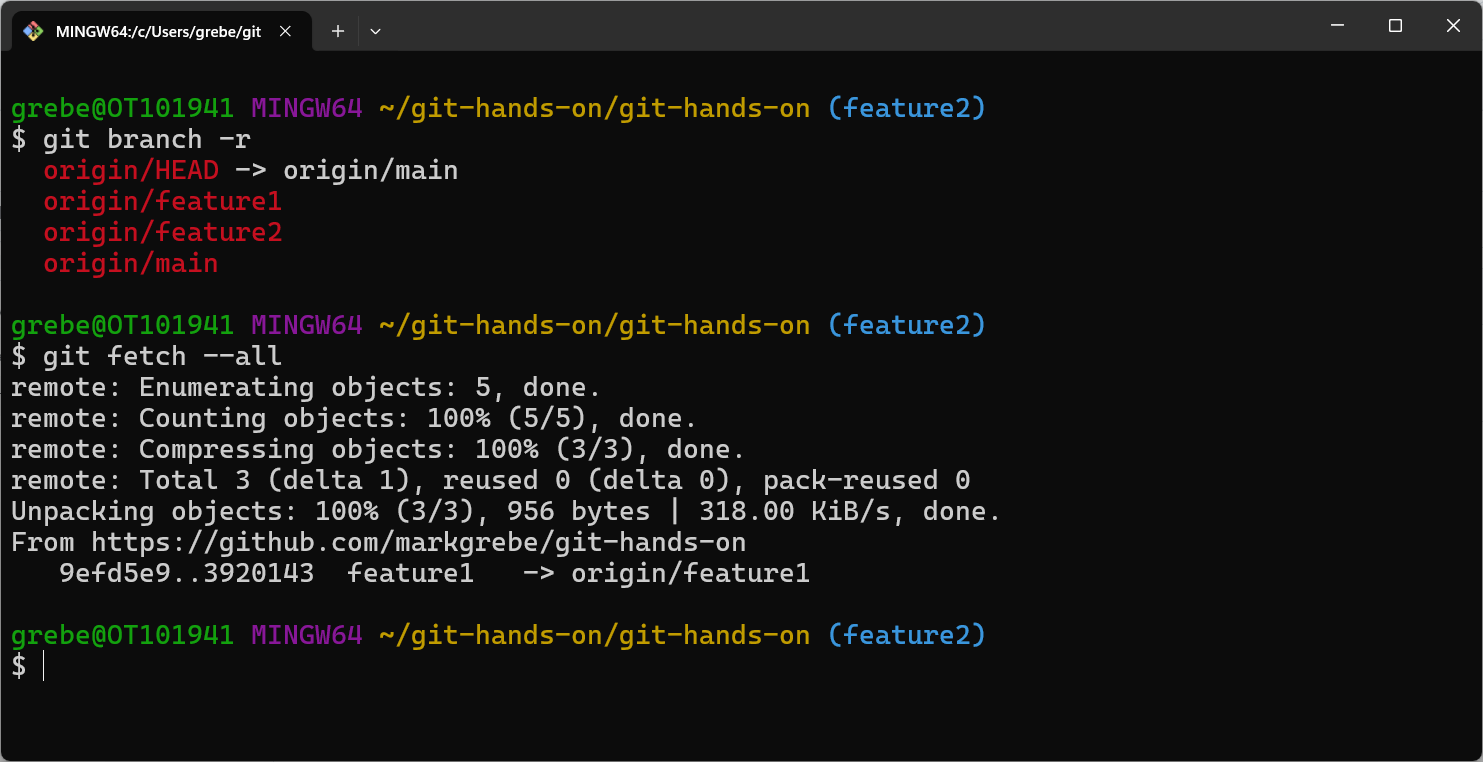 MINGW64:/c/Users/grebe/git
grebe@OT101941 MINGW64 ~/git-hands-on/git-hands-on (feature2)
$ git branch -r
  origin/HEAD -> origin/main
  origin/feature1
  origin/feature2
  origin/main
grebe@OT101941 MINGW64 ~/git-hands-on/git-hands-on (feature2)
$ git fetch --all
remote: Enumerating objects: 5, done.
remote: Counting objects: 100% (5/5), done.
remote: Compressing objects: 100% (3/3), done.
remote: Total 3 (delta 1), reused 0 (delta 0), pack-reused 0
Unpacking objects: 100% (3/3), 956 bytes | 318.00 KiB/s, done.
From https://github.com/markgrebe/git-hands-on
   9efd5e9..3920143  feature1   -> origin/feature1
grebe@OT101941 MINGW64 ~/git-hands-on/git-hands-on (feature2)
$